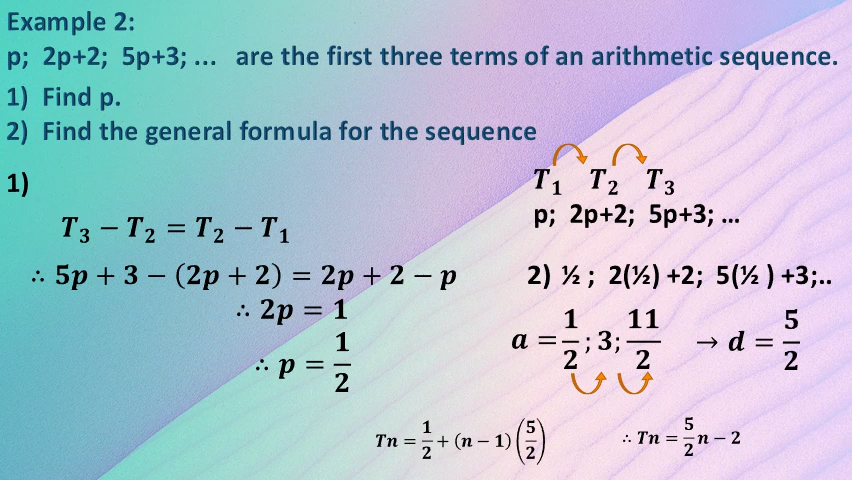 Example 2:
p; 2p+2; 5p+3; ... are the first three terms of an arithmetic sequence.
1) Find p.
2) Find the general formula for the sequence
1)
T₃ − T₂ = T₂ − T₁
∴ 5p + 3 − (2p + 2) = 2p + 2 − p
∴ 2p = 1
∴ p = 1/2
T₁ T₂ T₃
p; 2p+2; 5p+3; ...
2) ½ ; 2(½) +2; 5(½ ) +3;..
a = 1/2 ; 3; 11/2 → d = 5/2
Tn = 1/2 + (n − 1)(5/2)
∴ Tn = 5/2 n − 2